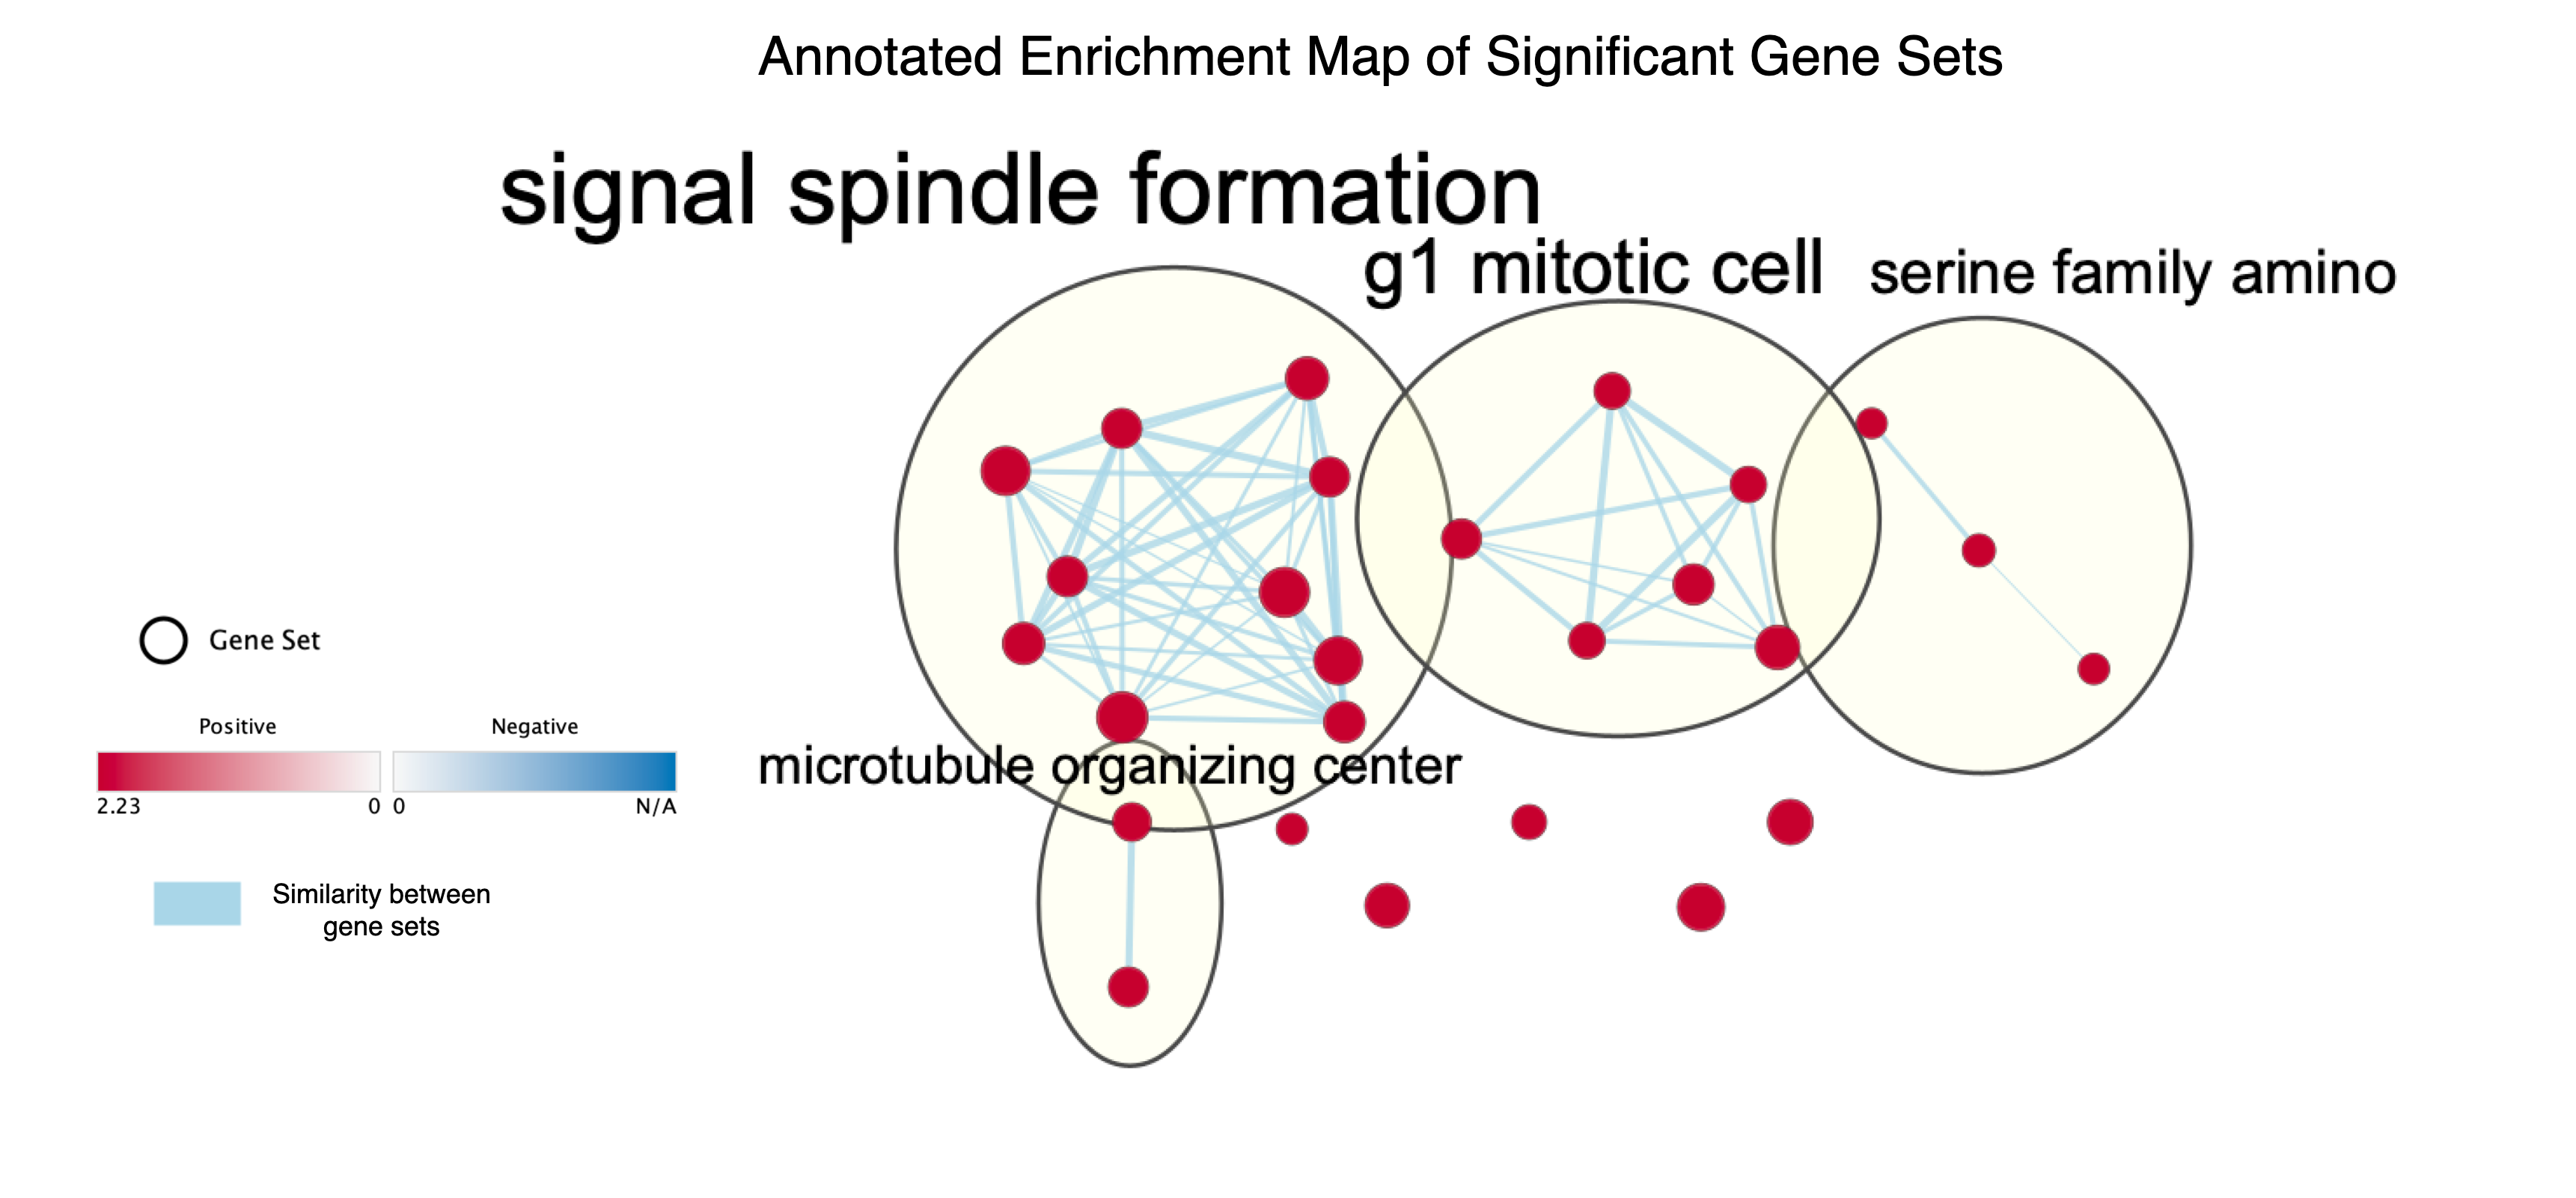 Annotated Enrichment Map of Significant Gene Sets
signal spindle formation
g1 mitotic cell
serine family amino
microtubule organizing center
Gene Set
Positive
Negative
2.23
0
0
N/A
Similarity between
gene sets